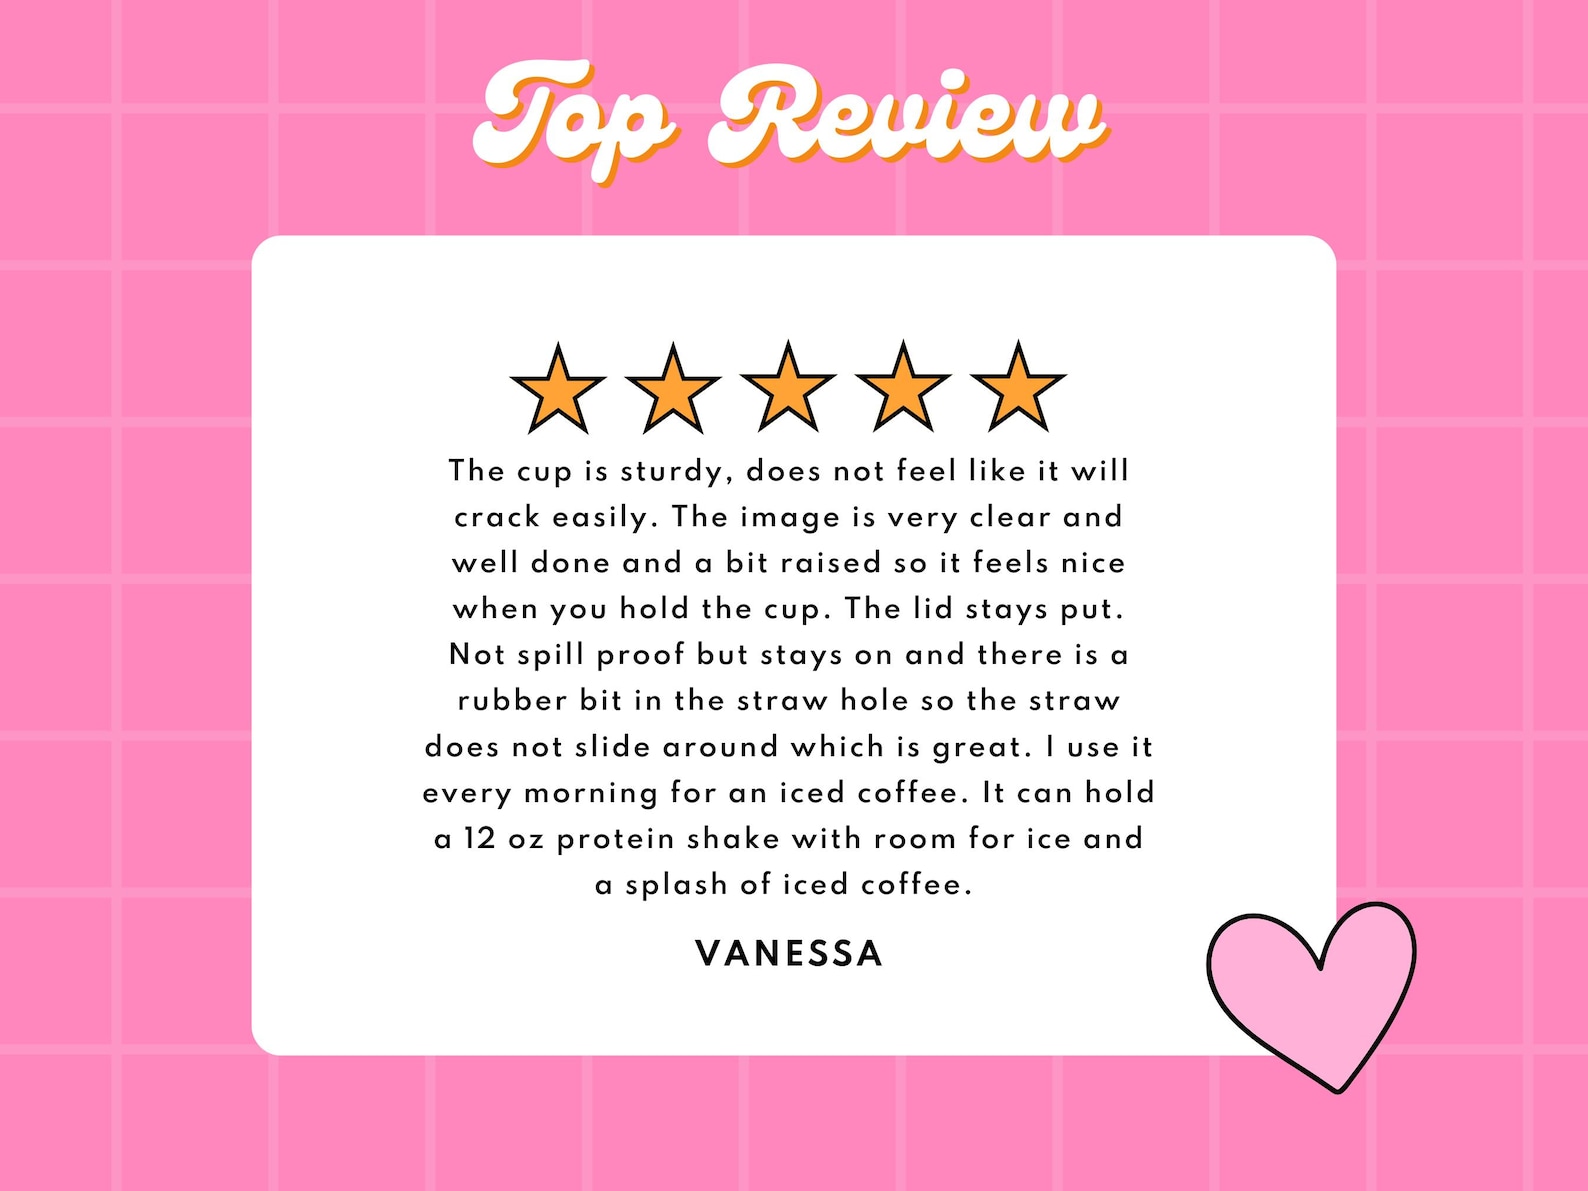 Top Review
The cup is sturdy, does not feel like it will
crack easily. The image is very clear and
well done and a bit raised so it feels nice
when you hold the cup. The lid stays put.
Not spill proof but stays on and there is a
rubber bit in the straw hole so the straw
does not slide around which is great. I use it
every morning for an iced coffee. It can hold
a 12 oz protein shake with room for ice and
a splash of iced coffee.
VANESSA